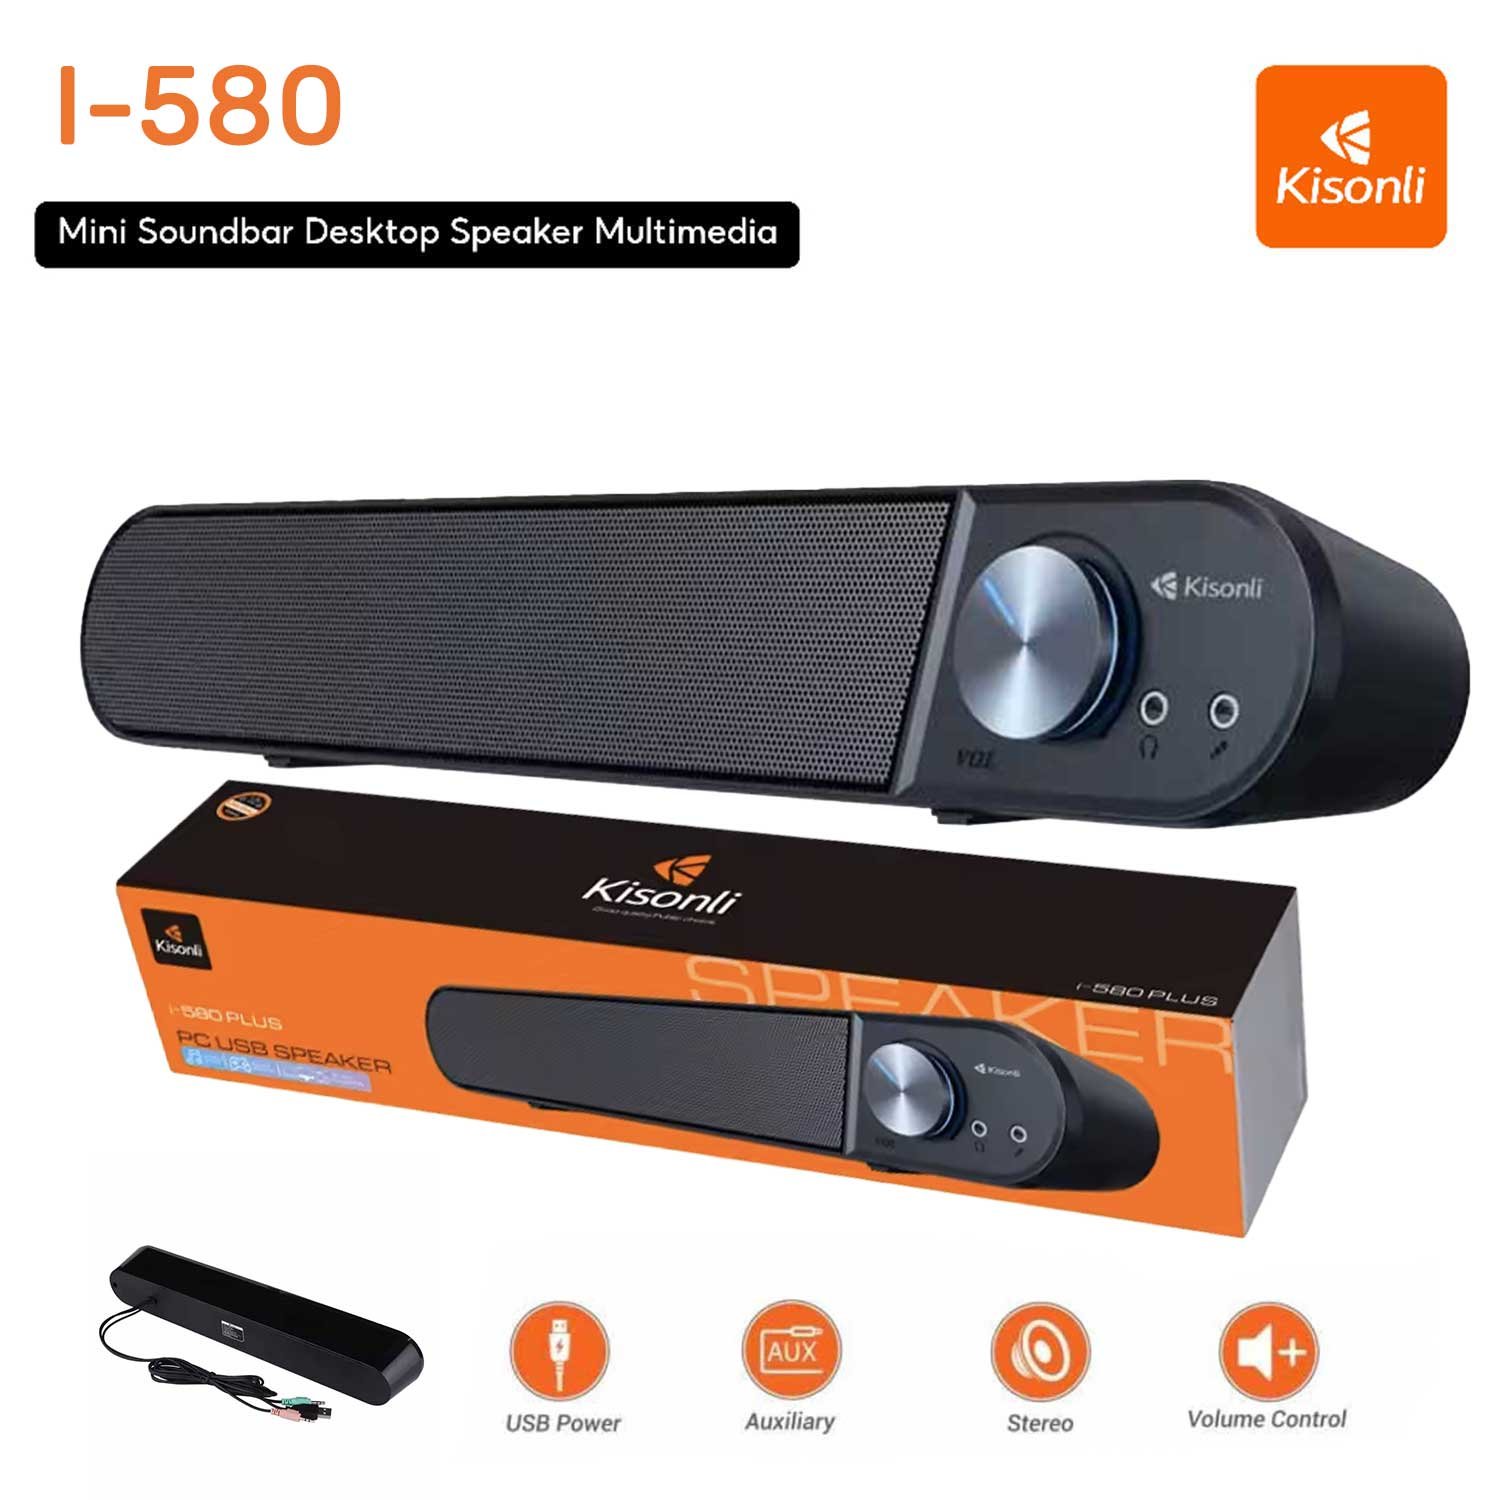 I-580
Kisonli
Mini Soundbar Desktop Speaker Multimedia
Kisonli
VOL
Kisonli
Kisonli
SPEAKER
i-580 PLUS
i-580 PLUS
PC USB SPEAKER
Kisonli
VOL
AUX
USB Power
Auxiliary
Stereo
Volume Control